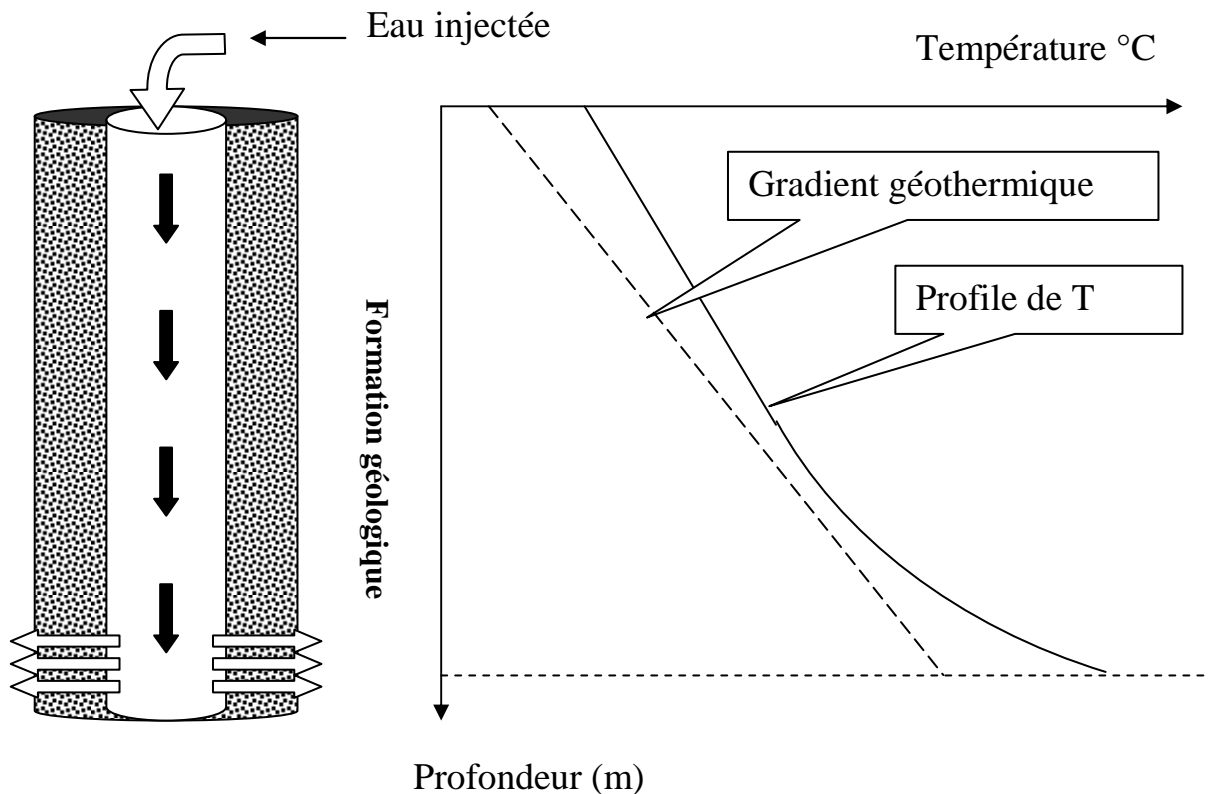 Eau injectée
Température °C
Gradient géothermique
Profile de T
Formation géologique
Profondeur (m)